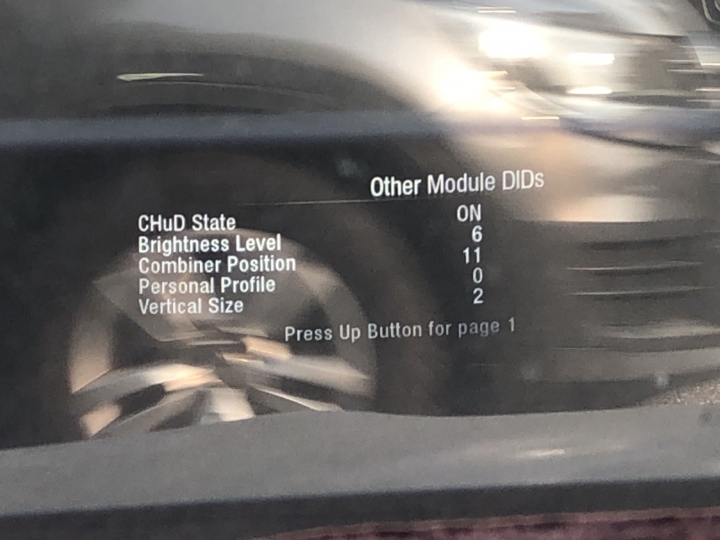 Other Module DIDs
CHuD State ON
Brightness Level 6
Combiner Position 11
Personal Profile 0
Vertical Size 2
Press Up Button for page 1